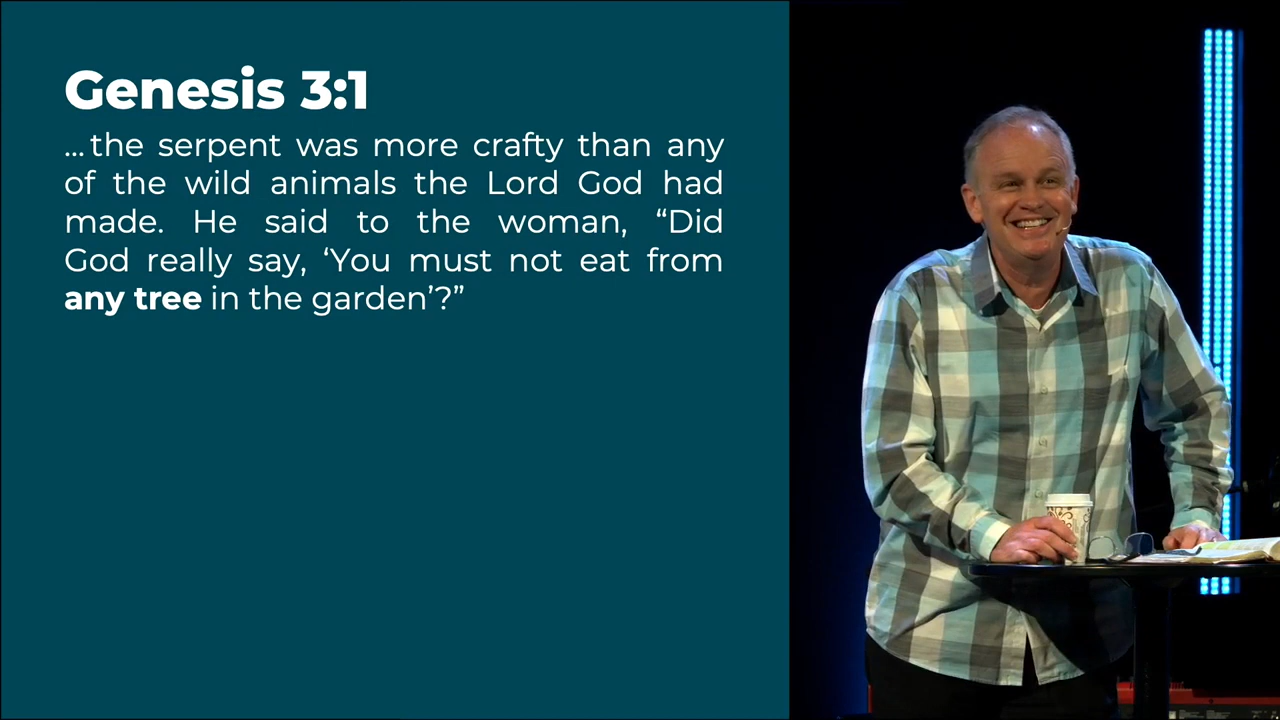 Genesis 3:1
… the serpent was more crafty than any
of the wild animals the Lord God had
made. He said to the woman, “Did
God really say, ‘You must not eat from
any tree in the garden’?”